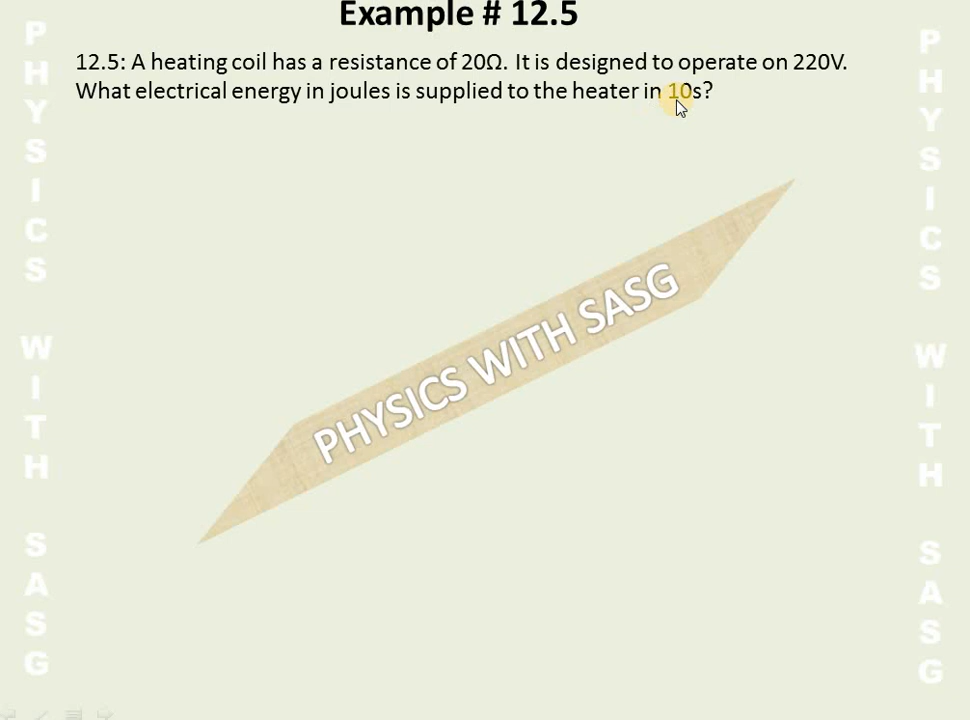 Example # 12.5
12.5: A heating coil has a resistance of 20Ω. It is designed to operate on 220V.
What electrical energy in joules is supplied to the heater in 10s?
PHYSICS WITH SASG
PHYSICS WITH SASG
PHYSICS WITH SASG